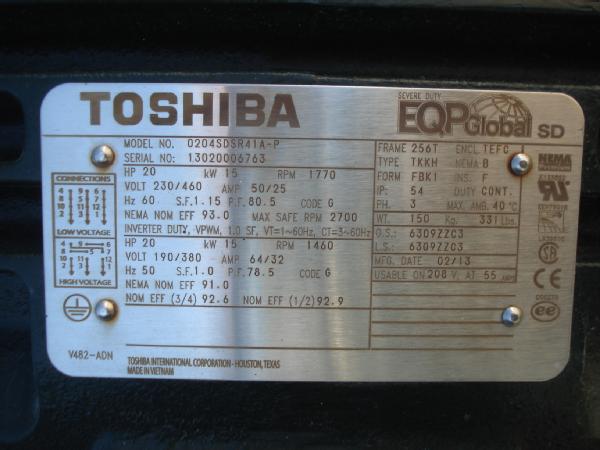 TOSHIBA
SEVERE DUTY
EQP Global SD
MODEL NO. 0204SDSR41A-P
SERIAL NO: 13020006763
HP 20 kW 15 RPM 1770
VOLT 230/460 AMP 50/25
Hz 60 S.F. 1.15 P.F. 80.5 CODE G
NEMA NOM EFF 93.0 MAX SAFE RPM 2700
INVERTER DUTY, VPWM, 1.0 SF, VT=1~60Hz, CT=3~60Hz
HP 20 kW 15 RPM 1460
VOLT 190/380 AMP 64/32
Hz 50 S.F. 1.0 P.F. 78.5 CODE G
NEMA NOM EFF 91.0
NOM EFF (3/4) 92.6 NOM EFF (1/2) 92.9
FRAME 256T ENCL TEFC
TYPE TKKH NEMA B
FORM FBK1 INS. F
IP: 54 DUTY CONT.
PH 3 MAX. AMB. 40°C
WT. 150 Kg. 331 Lbs.
O.S.: 6309ZZC3
L.S.: 6309ZZC3
MFG. DATE 02/13
USABLE ON 208 V. AT 55 AMP
NEMA
Premium
CONNECTIONS
LOW VOLTAGE
HIGH VOLTAGE
V482-ADN
TOSHIBA INTERNATIONAL CORPORATION - HOUSTON, TEXAS
MADE IN VIETNAM
ee